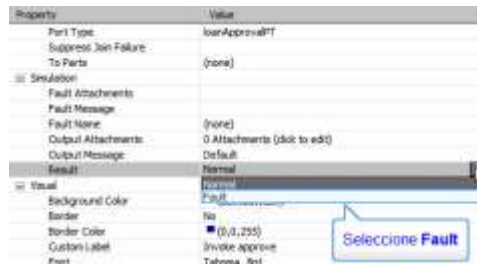 Property Value
Port Type loanApprovalPT
Suppress Join Failure
To Parts (none)
Simulation
Fault Attachments
Fault Message
Fault Name (none)
Output Attachments 0 Attachments (click to edit)
Output Message Default
Result Normal
Normal
Visual Fault
Background Color
Border No
Border Color (0,0,255)
Custom Label Invoke approve
Font Tahoma, 8pt
Seleccione Fault